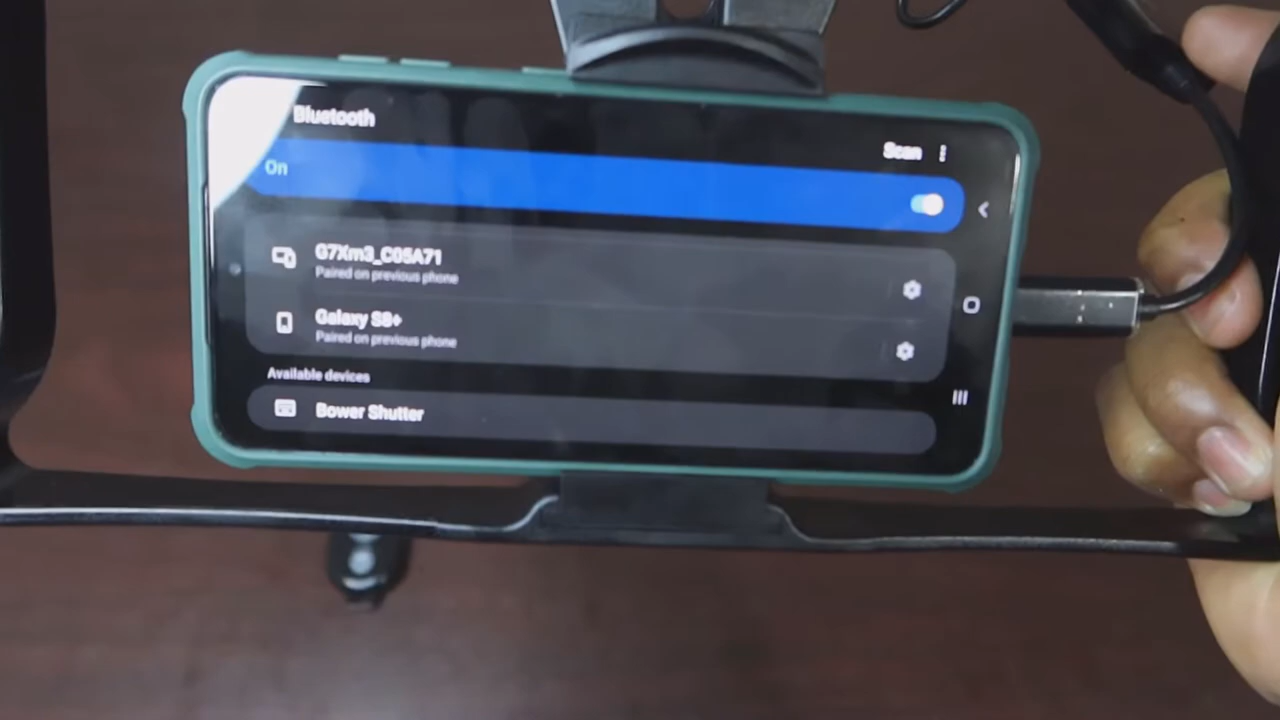 Bluetooth
Scan
On
G7Xm3_C05A71
Paired on previous phone
Galaxy S8+
Paired on previous phone
Available devices
Bower Shutter